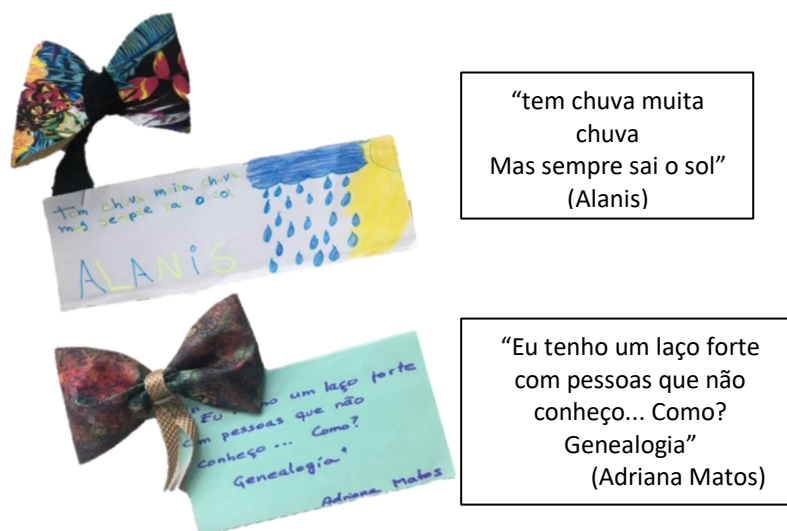 Tem chuva muita chuva
mas sempre sai o sol
ALANIS
“tem chuva muita
chuva
Mas sempre sai o sol”
(Alanis)
"Eu tenho um laço forte
com pessoas que não
conheço... Como?
Genealogia"
Adriana Matos
“Eu tenho um laço forte
com pessoas que não
conheço... Como?
Genealogia”
(Adriana Matos)